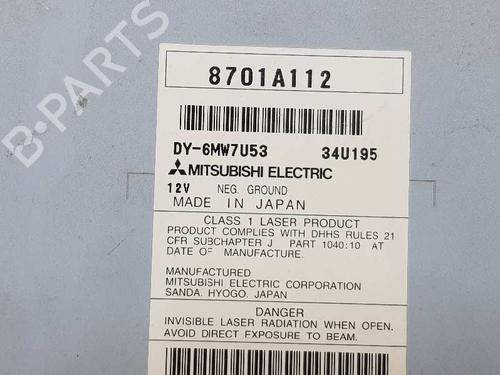 B-PARTS
8701A112
DY-6MW7U53 34U195
MITSUBISHI ELECTRIC
12V NEG. GROUND
MADE IN JAPAN
CLASS 1 LASER PRODUCT
PRODUCT COMPLIES WITH DHHS RULES 21
CFR SUBCHAPTER J PART 1040:10 AT
DATE OF MANUFACTURE.
MANUFACTURED
MITSUBISHI ELECTRIC CORPORATION
SANDA. HYOGO. JAPAN
DANGER
INVISIBLE LASER RADIATION WHEN OPEN.
AVOID DIRECT EXPOSURE TO BEAM.